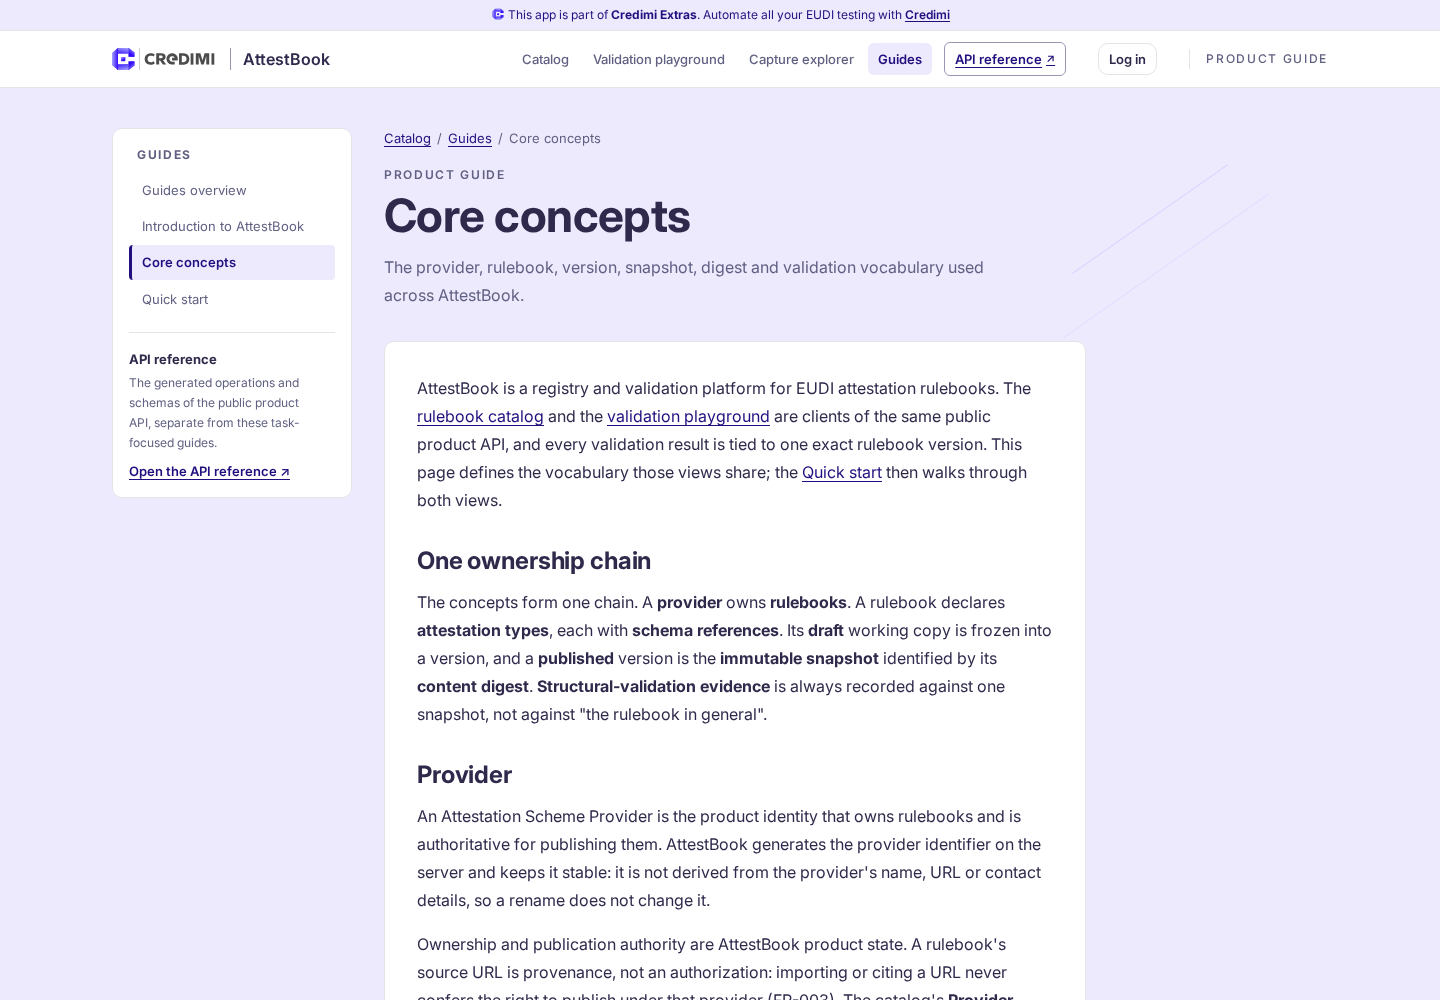 This app is part of Credimi Extras. Automate all your EUDI testing with Credimi
CREDIMI
AttestBook
Catalog
Validation playground
Capture explorer
Guides
API reference ↗
Log in
PRODUCT GUIDE
GUIDES
Guides overview
Introduction to AttestBook
Core concepts
Quick start
API reference
The generated operations and
schemas of the public product
API, separate from these task-
focused guides.
Open the API reference ↗
Catalog / Guides / Core concepts
PRODUCT GUIDE
Core concepts
The provider, rulebook, version, snapshot, digest and validation vocabulary used
across AttestBook.
AttestBook is a registry and validation platform for EUDI attestation rulebooks. The
rulebook catalog and the validation playground are clients of the same public
product API, and every validation result is tied to one exact rulebook version. This
page defines the vocabulary those views share; the Quick start then walks through
both views.
One ownership chain
The concepts form one chain. A provider owns rulebooks. A rulebook declares
attestation types, each with schema references. Its draft working copy is frozen into
a version, and a published version is the immutable snapshot identified by its
content digest. Structural-validation evidence is always recorded against one
snapshot, not against "the rulebook in general".
Provider
An Attestation Scheme Provider is the product identity that owns rulebooks and is
authoritative for publishing them. AttestBook generates the provider identifier on the
server and keeps it stable: it is not derived from the provider's name, URL or contact
details, so a rename does not change it.
Ownership and publication authority are AttestBook product state. A rulebook's
source URL is provenance, not an authorization: importing or citing a URL never
confers the right to publish under that provider (FR-003). The catalog's Provider